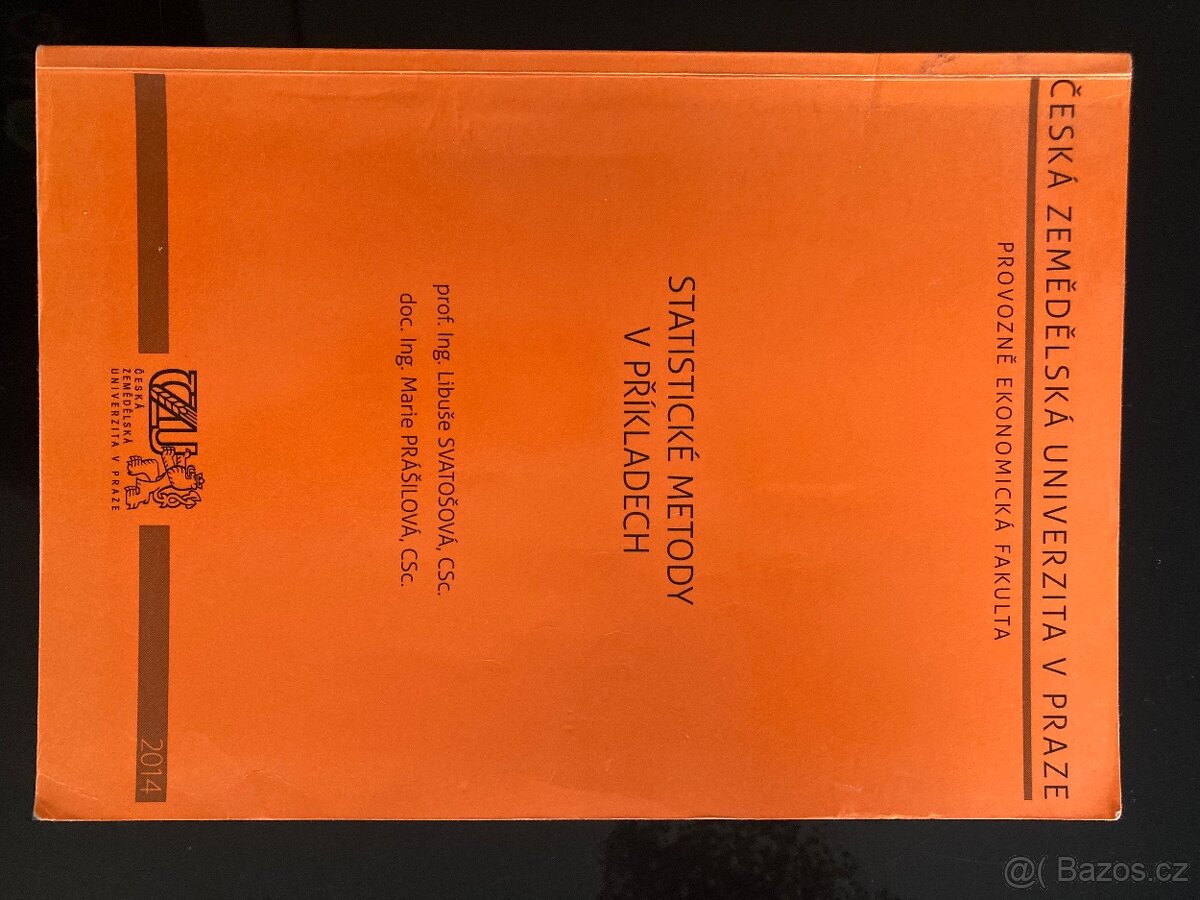 ČESKÁ ZEMĚDĚLSKÁ UNIVERZITA V PRAZE
PROVOZNĚ EKONOMICKÁ FAKULTA
STATISTICKÉ METODY
V PŘÍKLADECH
prof. Ing. Libuše SVATOŠOVÁ, CSc.
doc. Ing. Marie PRÁŠILOVÁ, CSc.
ČZU
ČESKÁ
ZEMĚDĚLSKÁ
UNIVERZITA V PRAZE
2014
@( Bazos.cz